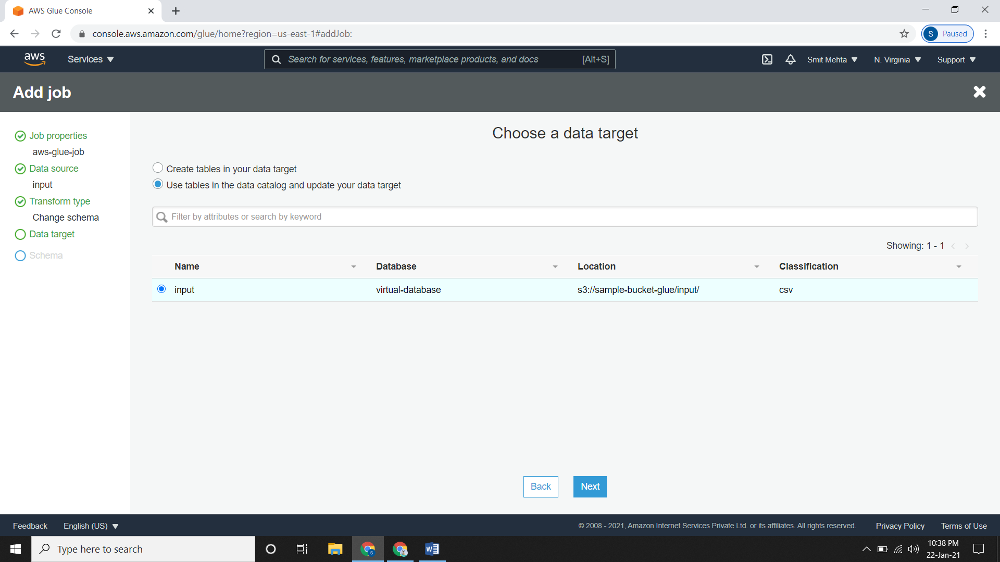 AWS Glue Console
console.aws.amazon.com/glue/home?region=us-east-1#addJob:
S Paused
aws Services Search for services, features, marketplace products, and docs [Alt+S] Smit Mehta N. Virginia Support
Add job
Job properties
aws-glue-job
Data source
input
Transform type
Change schema
Data target
Schema
Choose a data target
Create tables in your data target
Use tables in the data catalog and update your data target
Filter by attributes or search by keyword
Showing: 1 - 1
Name Database Location Classification
input virtual-database s3://sample-bucket-glue/input/ csv
Back Next
Feedback English (US) © 2008 - 2021, Amazon Internet Services Private Ltd. or its affiliates. All rights reserved. Privacy Policy Terms of Use
Type here to search
10:38 PM
22-Jan-21